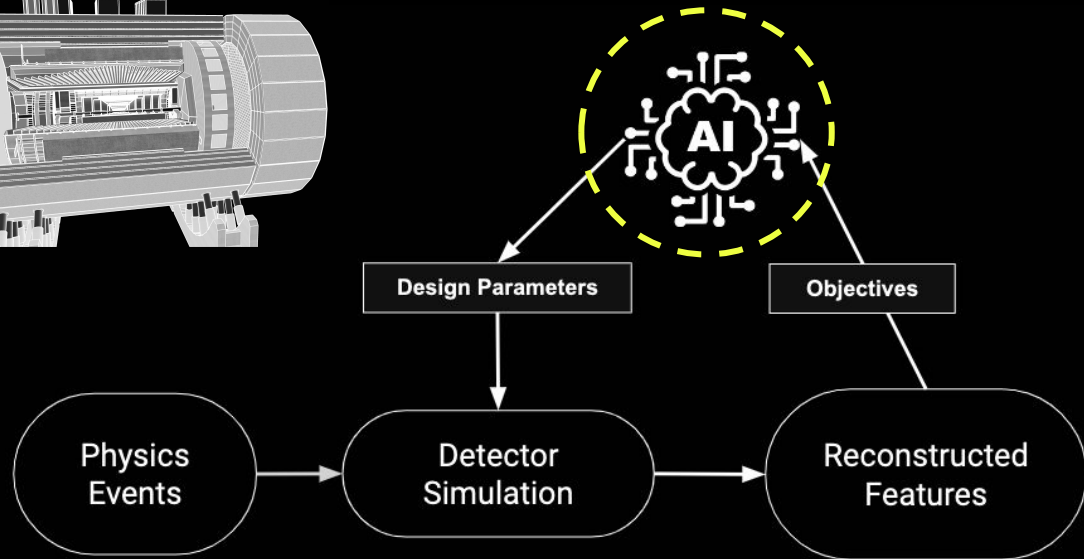 AI
Design Parameters
Objectives
Physics
Events
Detector
Simulation
Reconstructed
Features